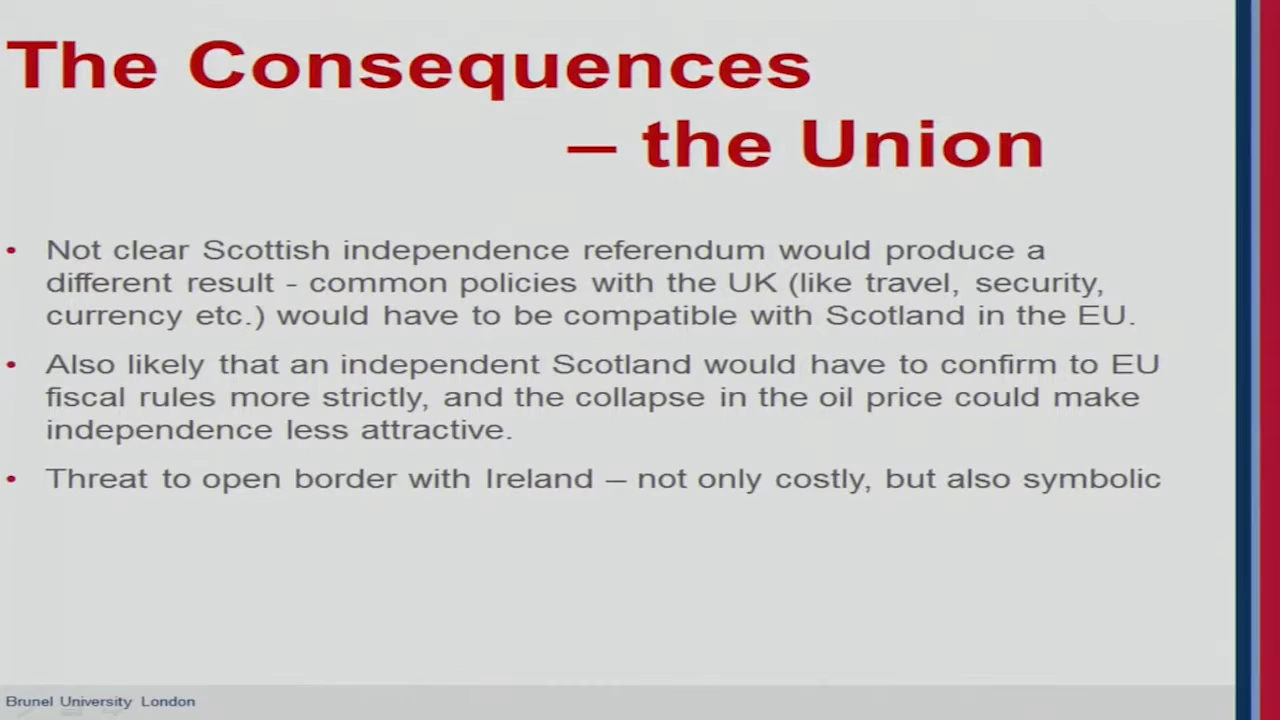 The Consequences
– the Union
• Not clear Scottish independence referendum would produce a
different result - common policies with the UK (like travel, security,
currency etc.) would have to be compatible with Scotland in the EU.
• Also likely that an independent Scotland would have to confirm to EU
fiscal rules more strictly, and the collapse in the oil price could make
independence less attractive.
• Threat to open border with Ireland – not only costly, but also symbolic
Brunel University London